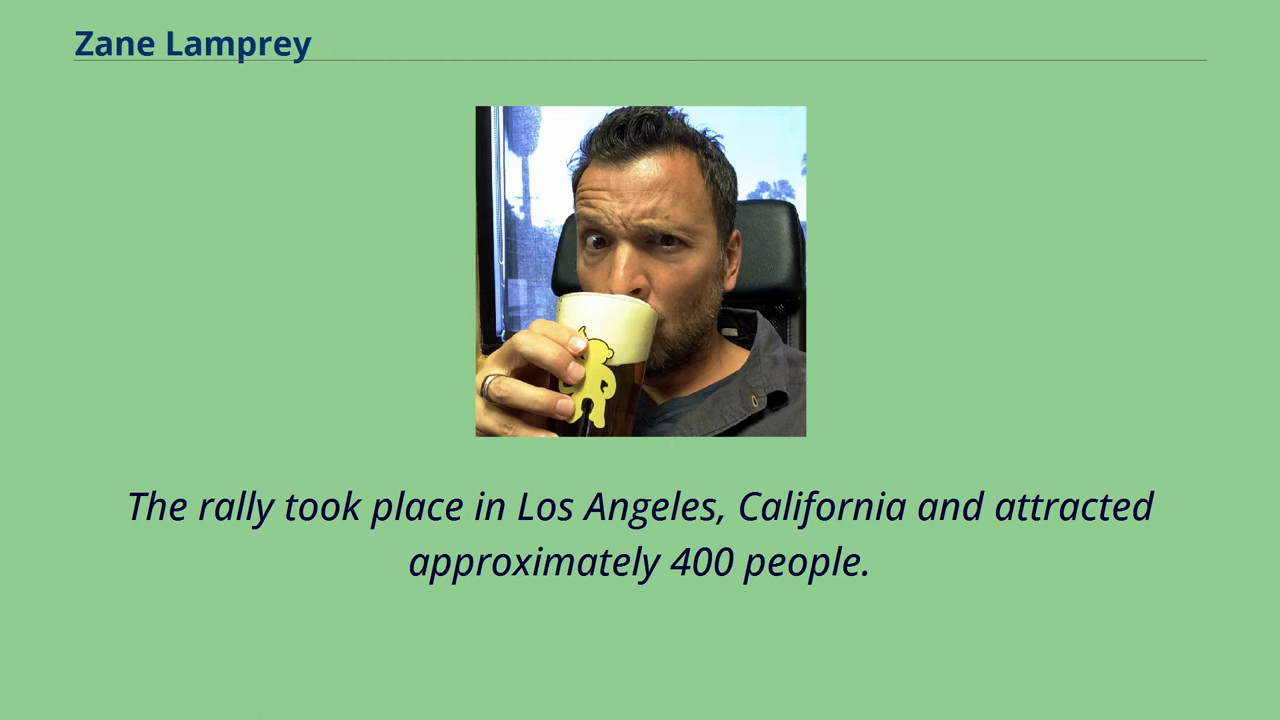 Zane Lamprey
The rally took place in Los Angeles, California and attracted
approximately 400 people.